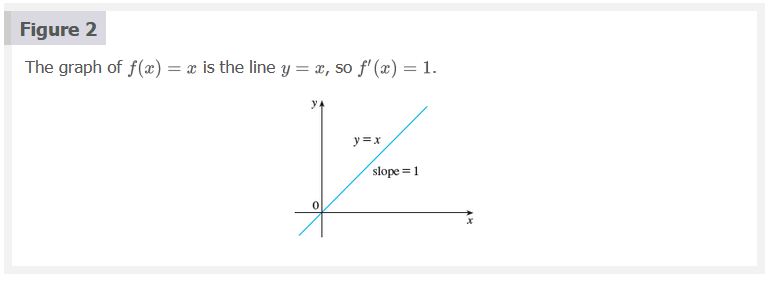 Figure 2
The graph of f(x) = x is the line y = x, so f′(x) = 1.
y
y = x
slope = 1
0
x